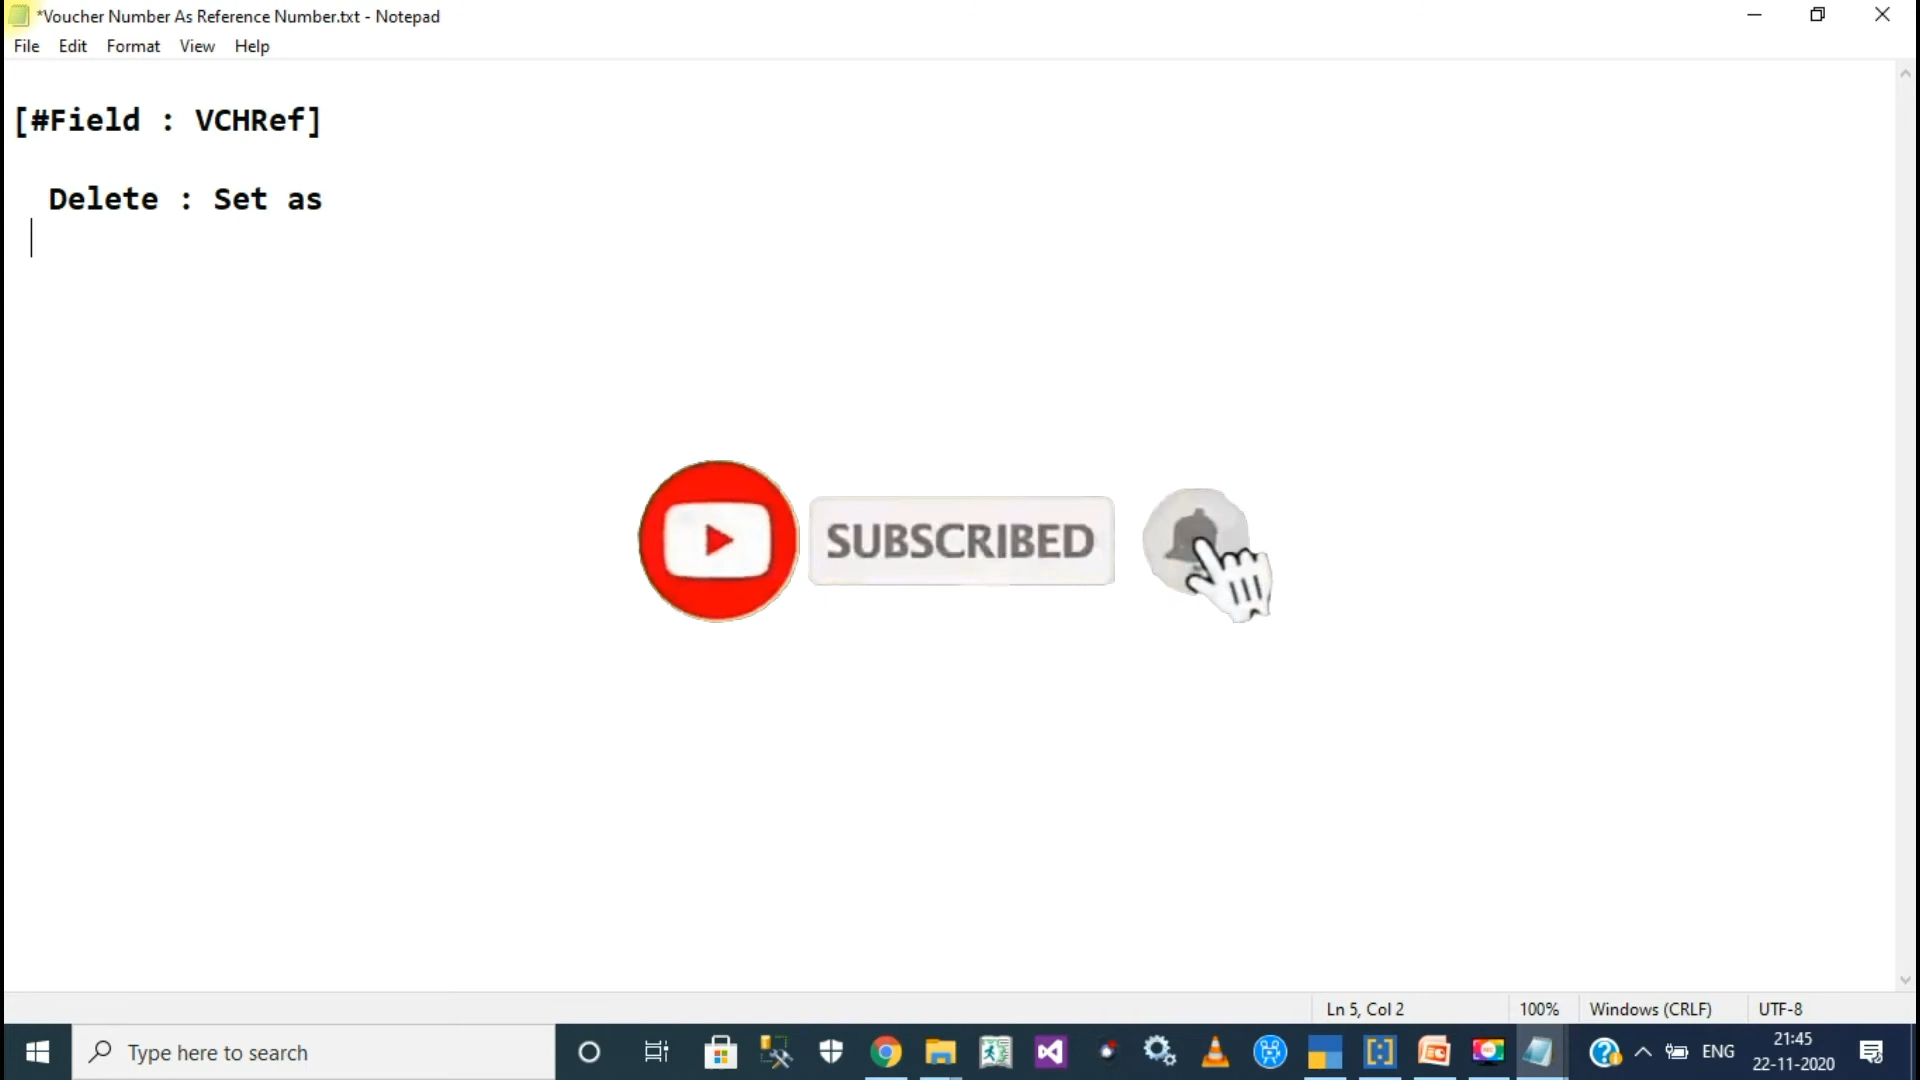 *Voucher Number As Reference Number.txt - Notepad
File Edit Format View Help
[#Field : VCHRef]
Delete : Set as
SUBSCRIBED
Ln 5, Col 2 100% Windows (CRLF) UTF-8
Type here to search
ENG
21:45
22-11-2020